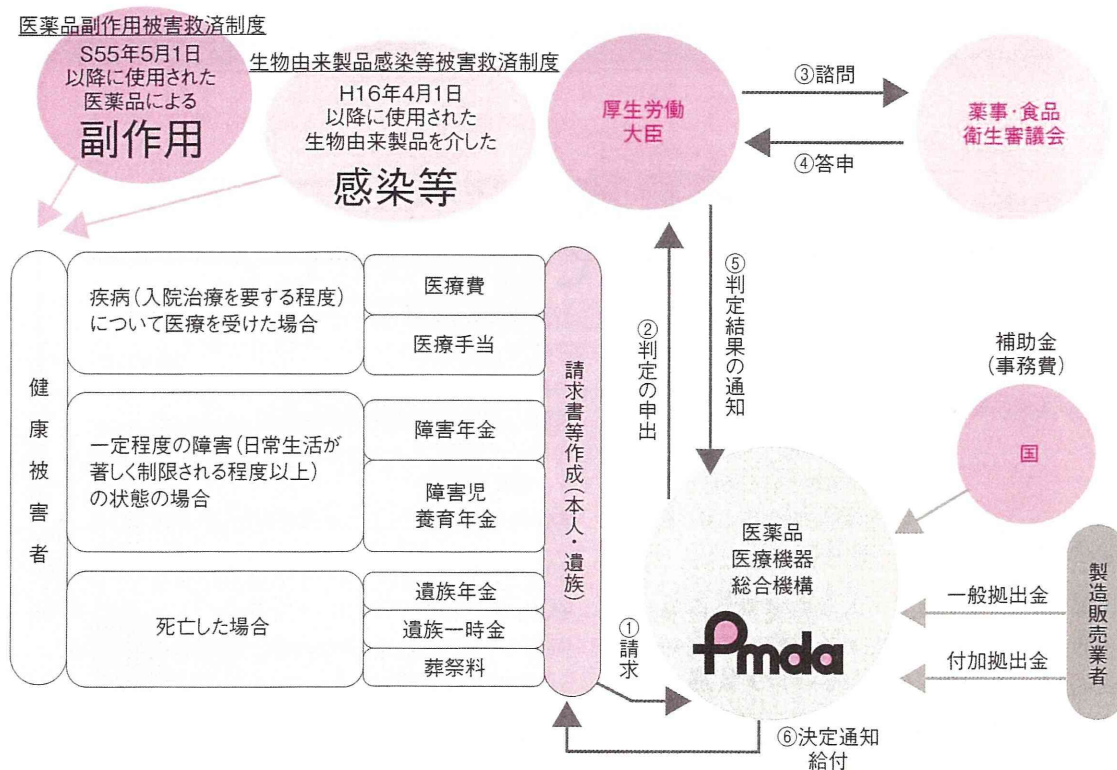 医薬品副作用被害救済制度
S55年5月1日
以降に使用された
医薬品による
副作用
生物由来製品感染等被害救済制度
H16年4月1日
以降に使用された
生物由来製品を介した
感染等
厚生労働
大臣
③諮問
④答申
薬事・食品
衛生審議会
健康被害者
疾病（入院治療を要する程度）
について医療を受けた場合
医療費
医療手当
一定程度の障害（日常生活が
著しく制限される程度以上）
の状態の場合
障害年金
障害児
養育年金
死亡した場合
遺族年金
遺族一時金
葬祭料
請求書等作成（本人・遺族）
①請求
②判定の申出
⑤判定結果の通知
医薬品
医療機器
総合機構
Pmda
補助金
（事務費）
国
一般拠出金
付加拠出金
製造販売業者
⑥決定通知
給付